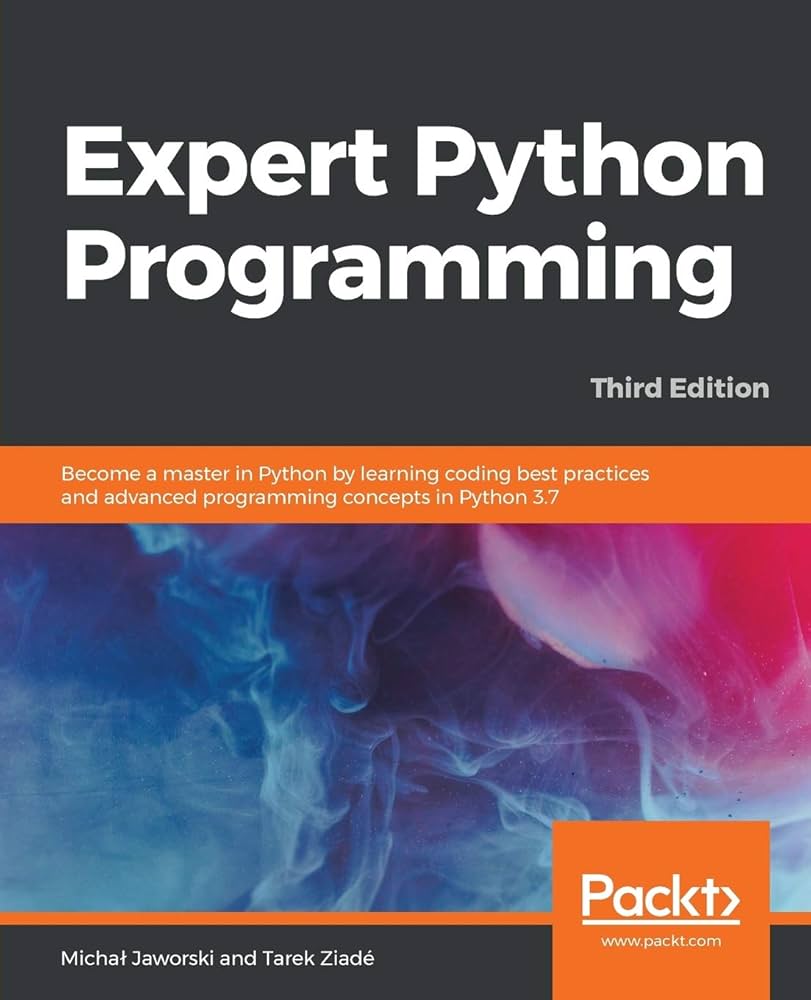 Expert Python
Programming
Third Edition
Become a master in Python by learning coding best practices
and advanced programming concepts in Python 3.7
Packt>
www.packt.com
Michał Jaworski and Tarek Ziadé